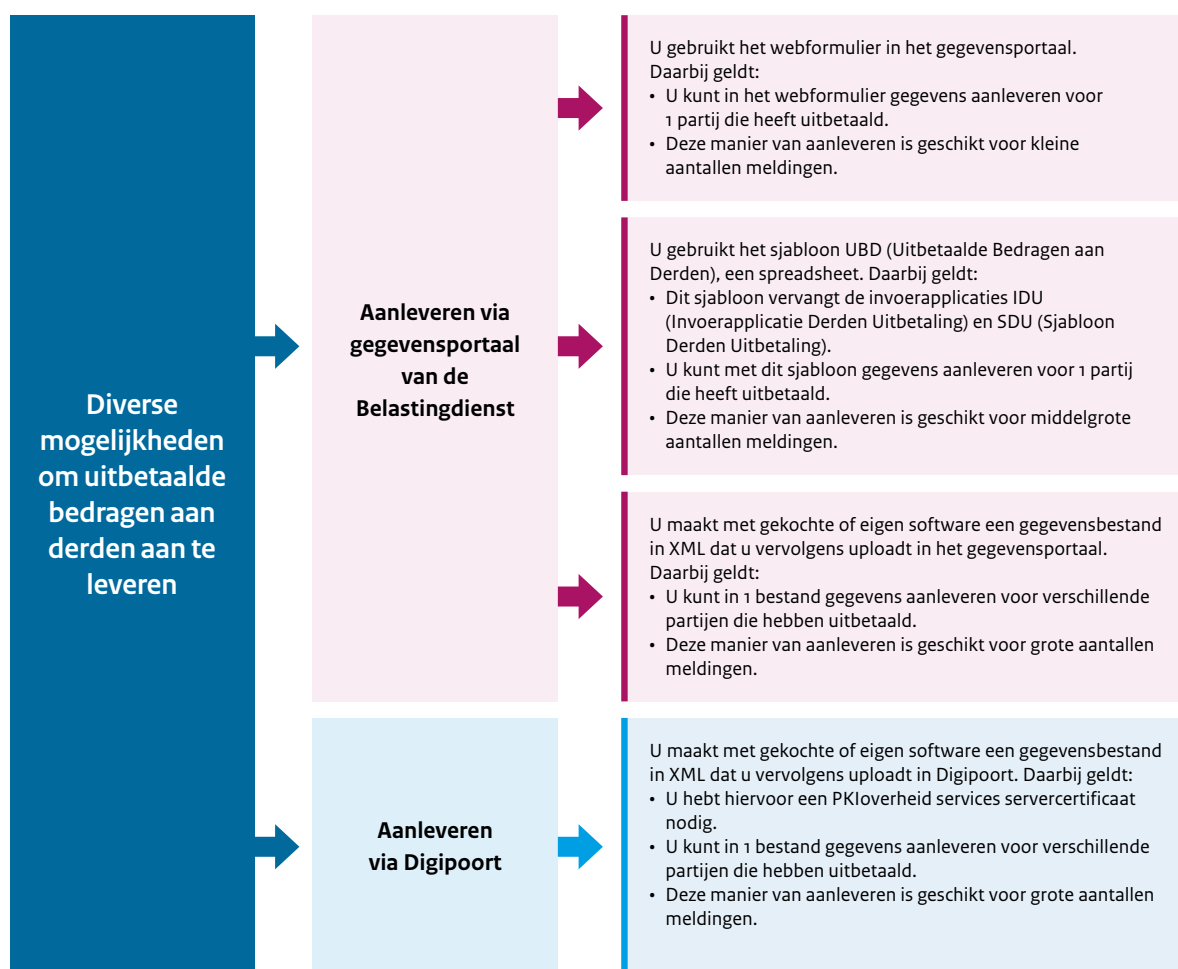 Diverse
mogelijkheden
om uitbetaalde
bedragen aan
derden aan te
leveren
Aanleveren via
gegevensportaal
van de
Belastingdienst
U gebruikt het webformulier in het gegevensportaal.
Daarbij geldt:
• U kunt in het webformulier gegevens aanleveren voor
1 partij die heeft uitbetaald.
• Deze manier van aanleveren is geschikt voor kleine
aantallen meldingen.
U gebruikt het sjabloon UBD (Uitbetaalde Bedragen aan
Derden), een spreadsheet. Daarbij geldt:
• Dit sjabloon vervangt de invoerapplicaties IDU
(Invoerapplicatie Derden Uitbetaling) en SDU (Sjabloon
Derden Uitbetaling).
• U kunt met dit sjabloon gegevens aanleveren voor 1 partij
die heeft uitbetaald.
• Deze manier van aanleveren is geschikt voor middelgrote
aantallen meldingen.
U maakt met gekochte of eigen software een gegevensbestand
in XML dat u vervolgens uploadt in het gegevensportaal.
Daarbij geldt:
• U kunt in 1 bestand gegevens aanleveren voor verschillende
partijen die hebben uitbetaald.
• Deze manier van aanleveren is geschikt voor grote aantallen
meldingen.
Aanleveren
via Digipoort
U maakt met gekochte of eigen software een gegevensbestand
in XML dat u vervolgens uploadt in Digipoort. Daarbij geldt:
• U hebt hiervoor een PKIoverheid services servercertificaat
nodig.
• U kunt in 1 bestand gegevens aanleveren voor verschillende
partijen die hebben uitbetaald.
• Deze manier van aanleveren is geschikt voor grote aantallen
meldingen.